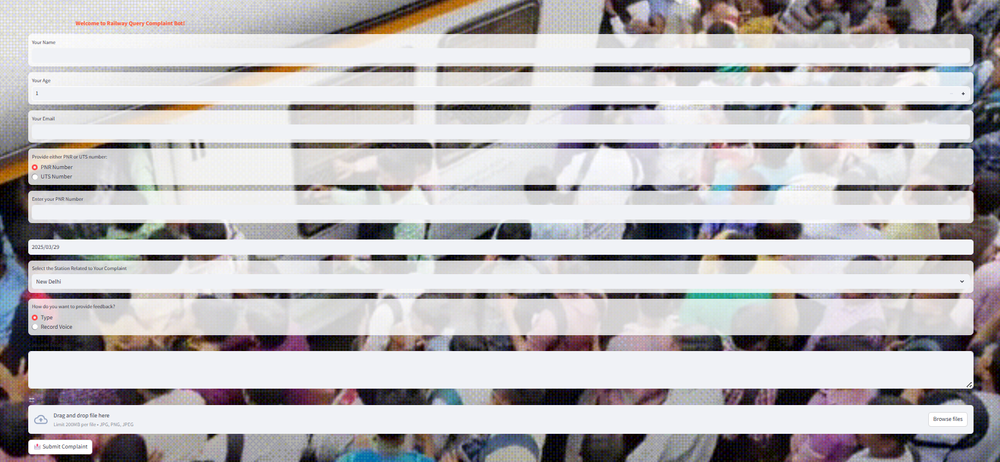 Welcome to Railway Query Complaint Bot!
Your Name
Your Age
1
Your Email
Provide either PNR or UTS number:
PNR Number
UTS Number
Enter your PNR Number
2025/03/29
Select the Station Related to Your Complaint
New Delhi
How do you want to provide feedback?
Type
Record Voice
Drag and drop file here
Limit 200MB per file • JPG, PNG, JPEG
Browse files
Submit Complaint